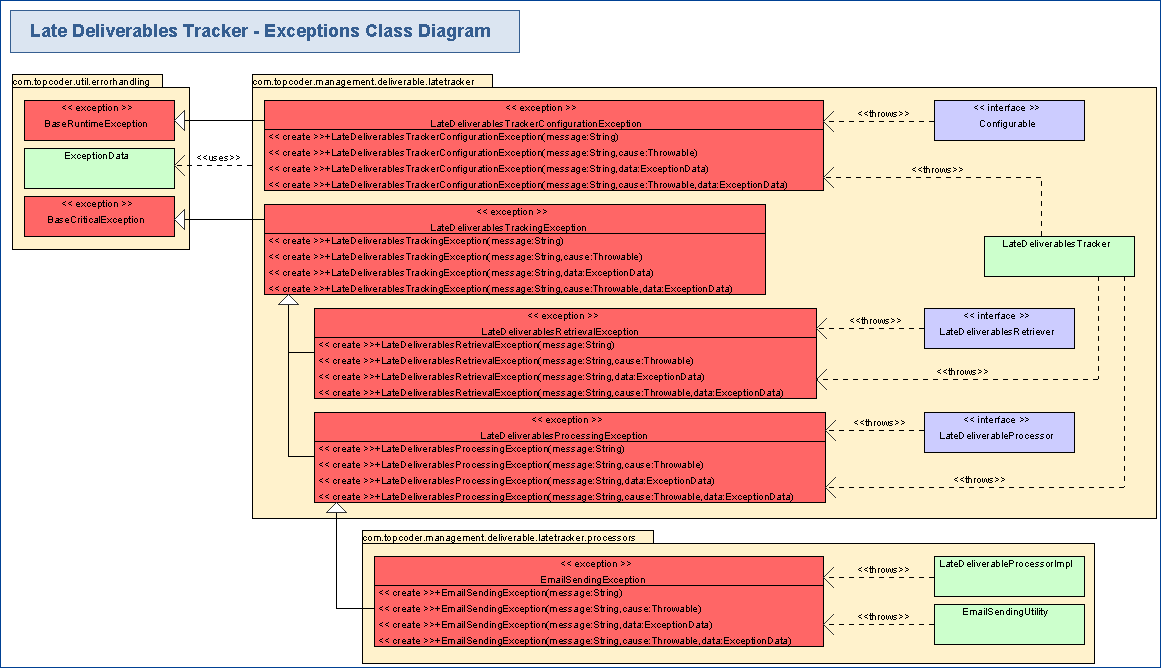 Late Deliverables Tracker - Exceptions Class Diagram
com.topcoder.util.errorhandling
<< exception >>
BaseRuntimeException
ExceptionData
<< exception >>
BaseCriticalException
<<uses>>
com.topcoder.management.deliverable.latetracker
<< exception >>
LateDeliverablesTrackerConfigurationException
<< create >>+LateDeliverablesTrackerConfigurationException(message:String)
<< create >>+LateDeliverablesTrackerConfigurationException(message:String,cause:Throwable)
<< create >>+LateDeliverablesTrackerConfigurationException(message:String,data:ExceptionData)
<< create >>+LateDeliverablesTrackerConfigurationException(message:String,cause:Throwable,data:ExceptionData)
<<throws>>
<< interface >>
Configurable
<<throws>>
LateDeliverablesTracker
<< exception >>
LateDeliverablesTrackingException
<< create >>+LateDeliverablesTrackingException(message:String)
<< create >>+LateDeliverablesTrackingException(message:String,cause:Throwable)
<< create >>+LateDeliverablesTrackingException(message:String,data:ExceptionData)
<< create >>+LateDeliverablesTrackingException(message:String,cause:Throwable,data:ExceptionData)
<< exception >>
LateDeliverablesRetrievalException
<< create >>+LateDeliverablesRetrievalException(message:String)
<< create >>+LateDeliverablesRetrievalException(message:String,cause:Throwable)
<< create >>+LateDeliverablesRetrievalException(message:String,data:ExceptionData)
<< create >>+LateDeliverablesRetrievalException(message:String,cause:Throwable,data:ExceptionData)
<<throws>>
<< interface >>
LateDeliverablesRetriever
<<throws>>
<< exception >>
LateDeliverablesProcessingException
<< create >>+LateDeliverablesProcessingException(message:String)
<< create >>+LateDeliverablesProcessingException(message:String,cause:Throwable)
<< create >>+LateDeliverablesProcessingException(message:String,data:ExceptionData)
<< create >>+LateDeliverablesProcessingException(message:String,cause:Throwable,data:ExceptionData)
<<throws>>
<< interface >>
LateDeliverableProcessor
<<throws>>
com.topcoder.management.deliverable.latetracker.processors
<< exception >>
EmailSendingException
<< create >>+EmailSendingException(message:String)
<< create >>+EmailSendingException(message:String,cause:Throwable)
<< create >>+EmailSendingException(message:String,data:ExceptionData)
<< create >>+EmailSendingException(message:String,cause:Throwable,data:ExceptionData)
<<throws>>
LateDeliverableProcessorImpl
<<throws>>
EmailSendingUtility